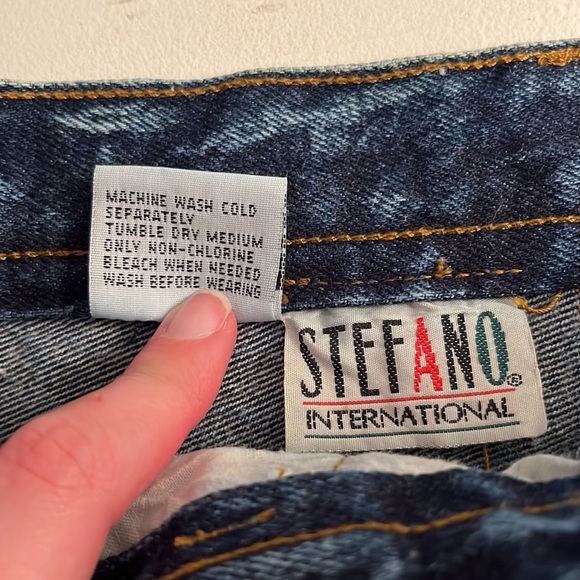 MACHINE WASH COLD
SEPARATELY
TUMBLE DRY MEDIUM
ONLY NON-CHLORINE
BLEACH WHEN NEEDED
WASH BEFORE WEARING
STEFANO®
INTERNATIONAL